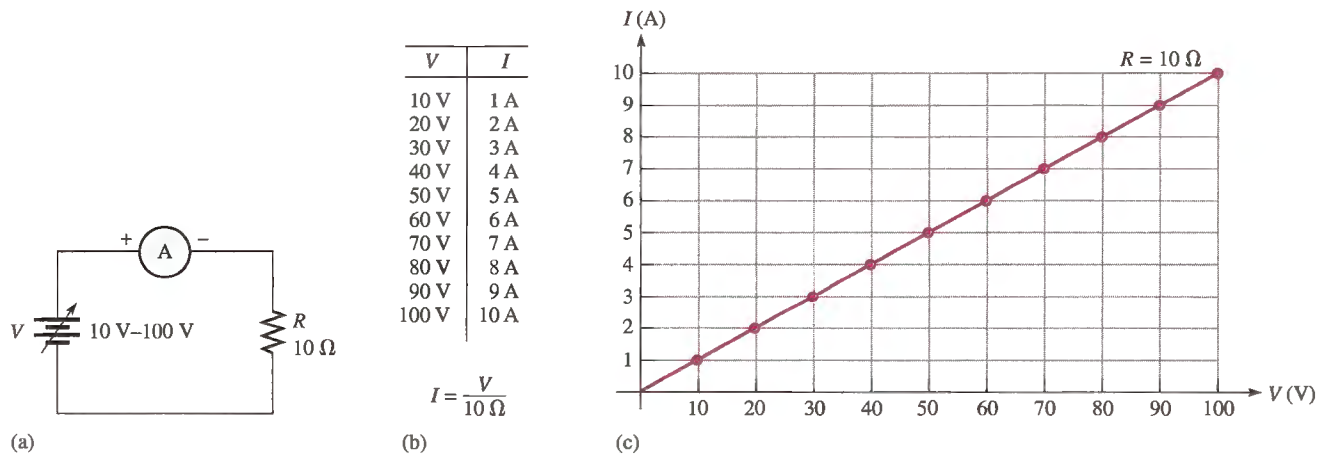 + A −
V 10 V–100 V
R
10 Ω
(a)
V I
10 V 1 A
20 V 2 A
30 V 3 A
40 V 4 A
50 V 5 A
60 V 6 A
70 V 7 A
80 V 8 A
90 V 9 A
100 V 10 A
I = V / 10 Ω
(b)
I (A)
R = 10 Ω
10
9
8
7
6
5
4
3
2
1
10 20 30 40 50 60 70 80 90 100 V (V)
(c)